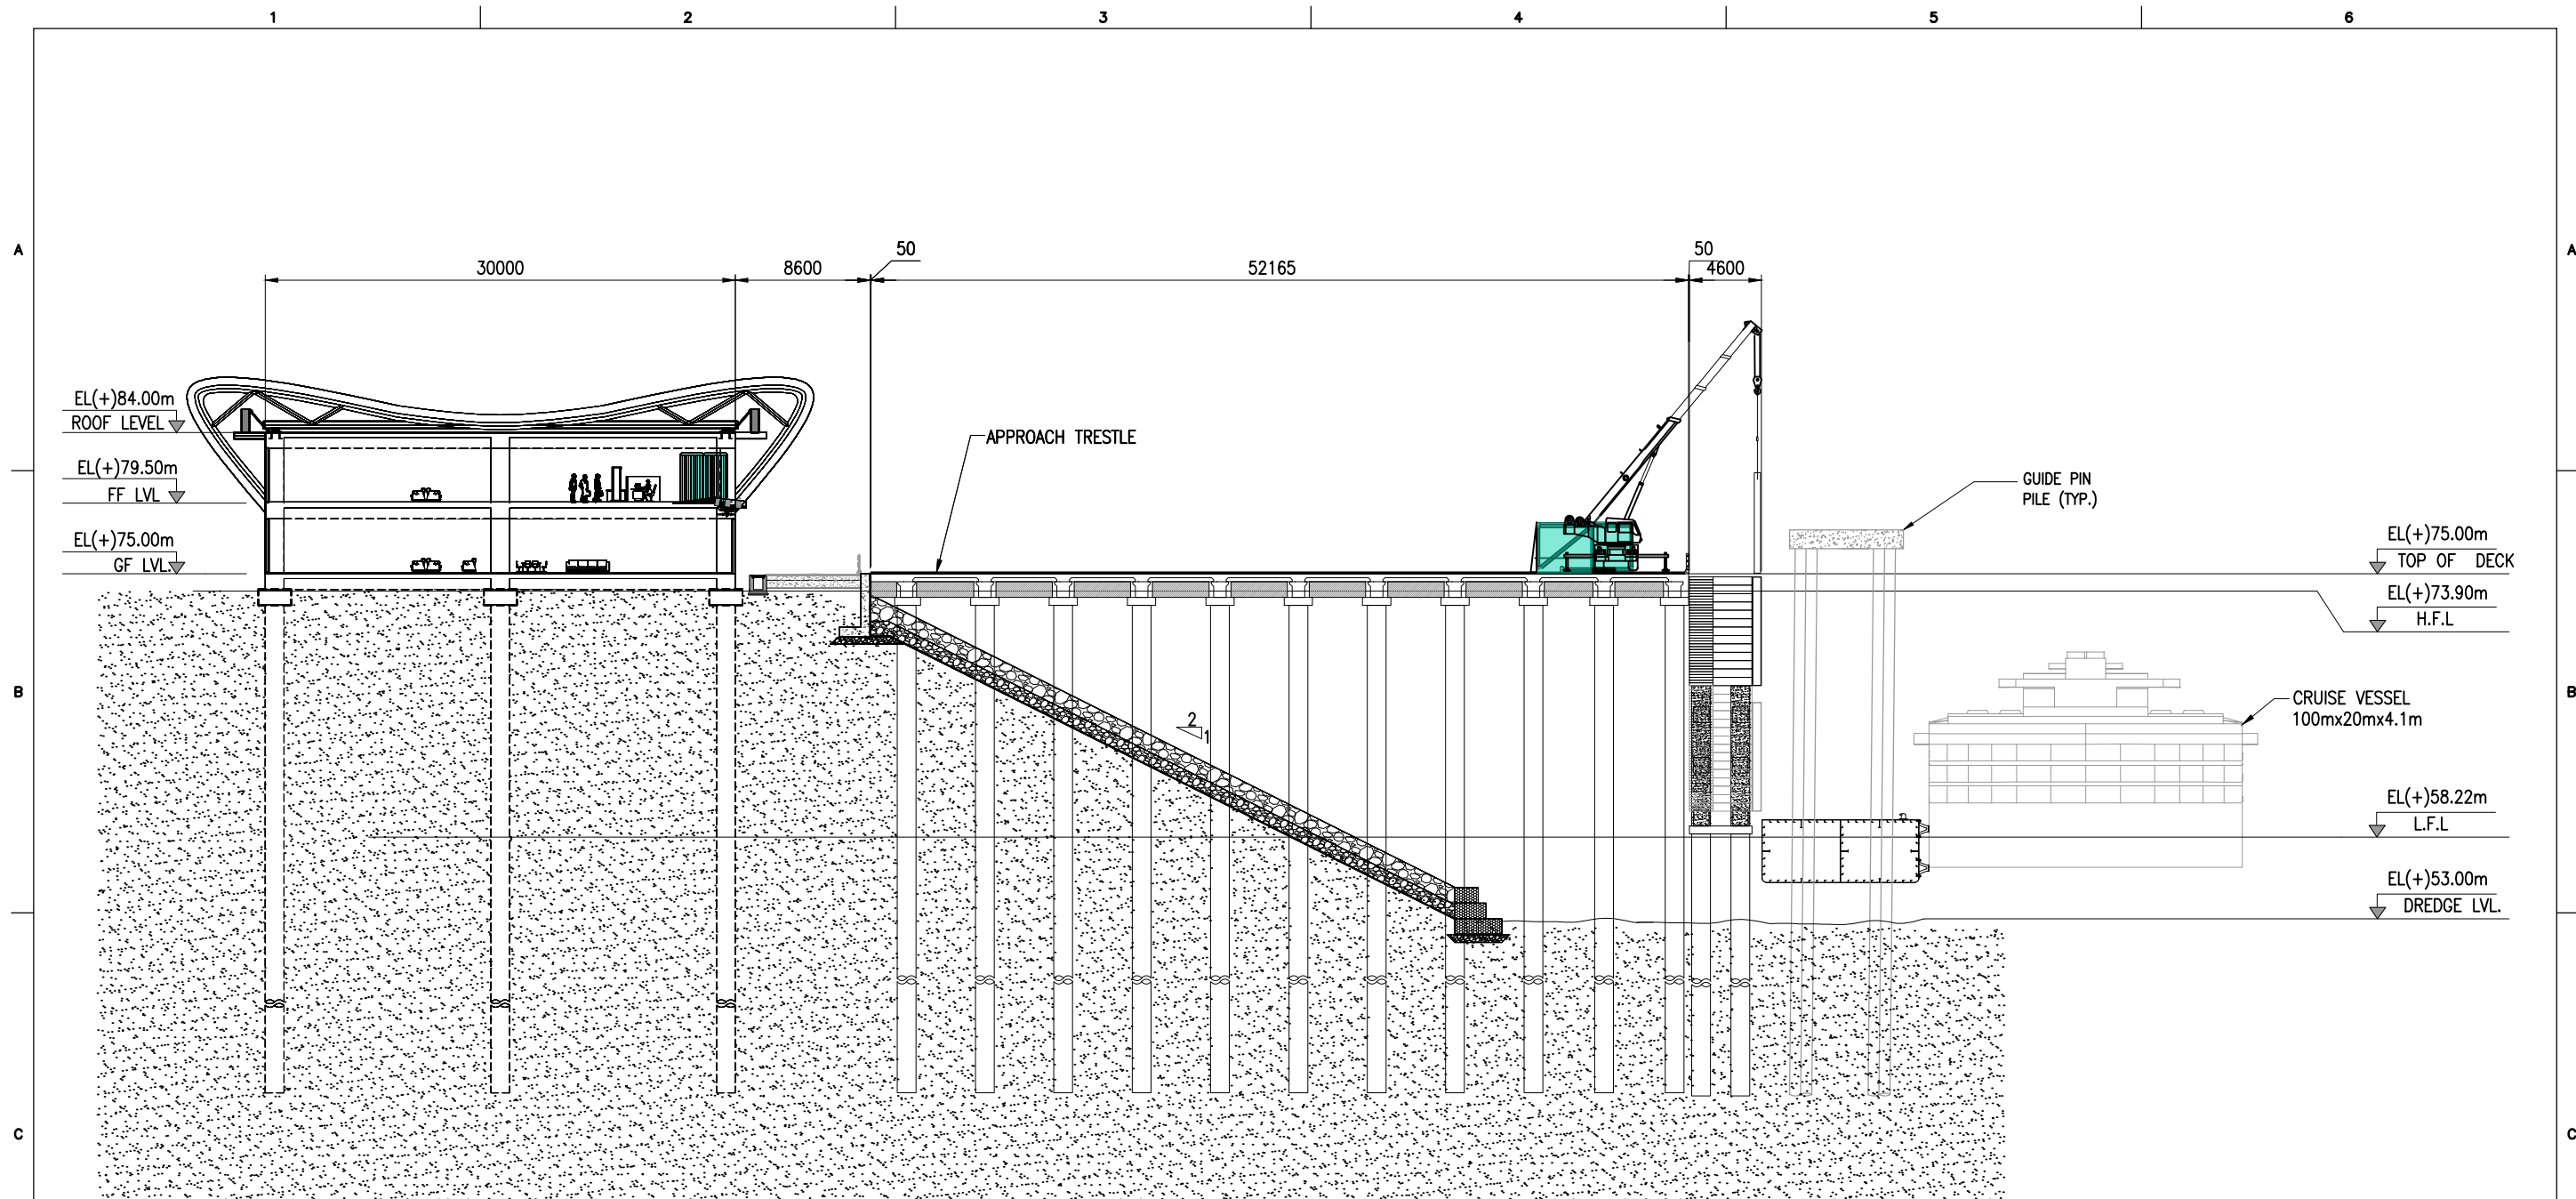 1 2 3 4 5 6
A A
50 50
30000 8600 52165 4600
EL(+)84.00m
ROOF LEVEL
APPROACH TRESTLE
EL(+)79.50m
FF LVL
GUIDE PIN
PILE (TYP.)
EL(+)75.00m
GF LVL.
EL(+)75.00m
TOP OF DECK
EL(+)73.90m
H.F.L
B B
CRUISE VESSEL
100mx20mx4.1m
2
1
EL(+)58.22m
L.F.L
EL(+)53.00m
DREDGE LVL.
C C